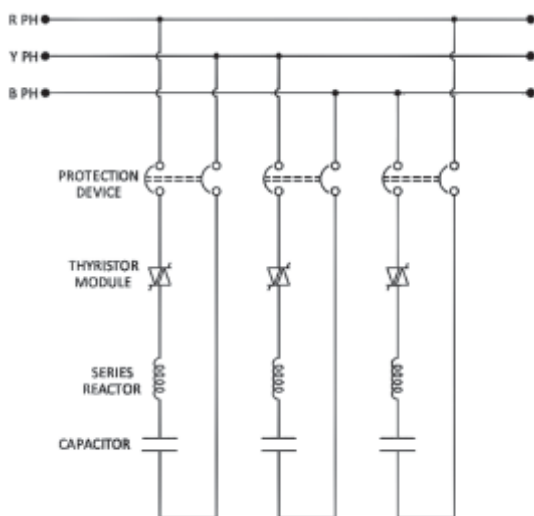 R PH
Y PH
B PH
PROTECTION
DEVICE
THYRISTOR
MODULE
SERIES
REACTOR
CAPACITOR